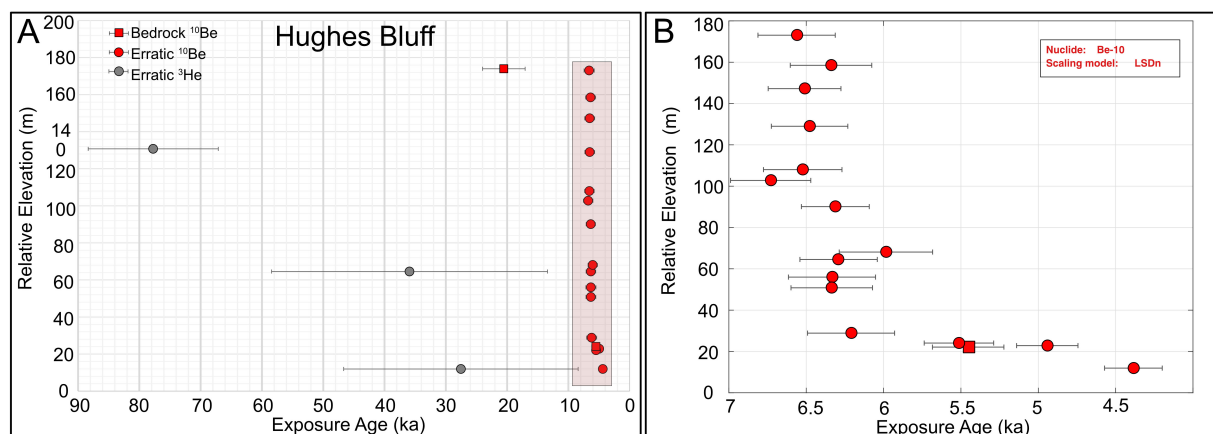 A
Hughes Bluff
Bedrock ¹⁰Be
Erratic ¹⁰Be
Erratic ³He
Relative Elevation (m)
200
180
160
14
0
120
100
80
60
40
20
0
90 80 70 60 50 40 30 20 10 0
Exposure Age (ka)
B
Nuclide: Be-10
Scaling model: LSDn
Relative Elevation (m)
200
180
160
140
120
100
80
60
40
20
0
7 6.5 6 5.5 5 4.5
Exposure Age (ka)